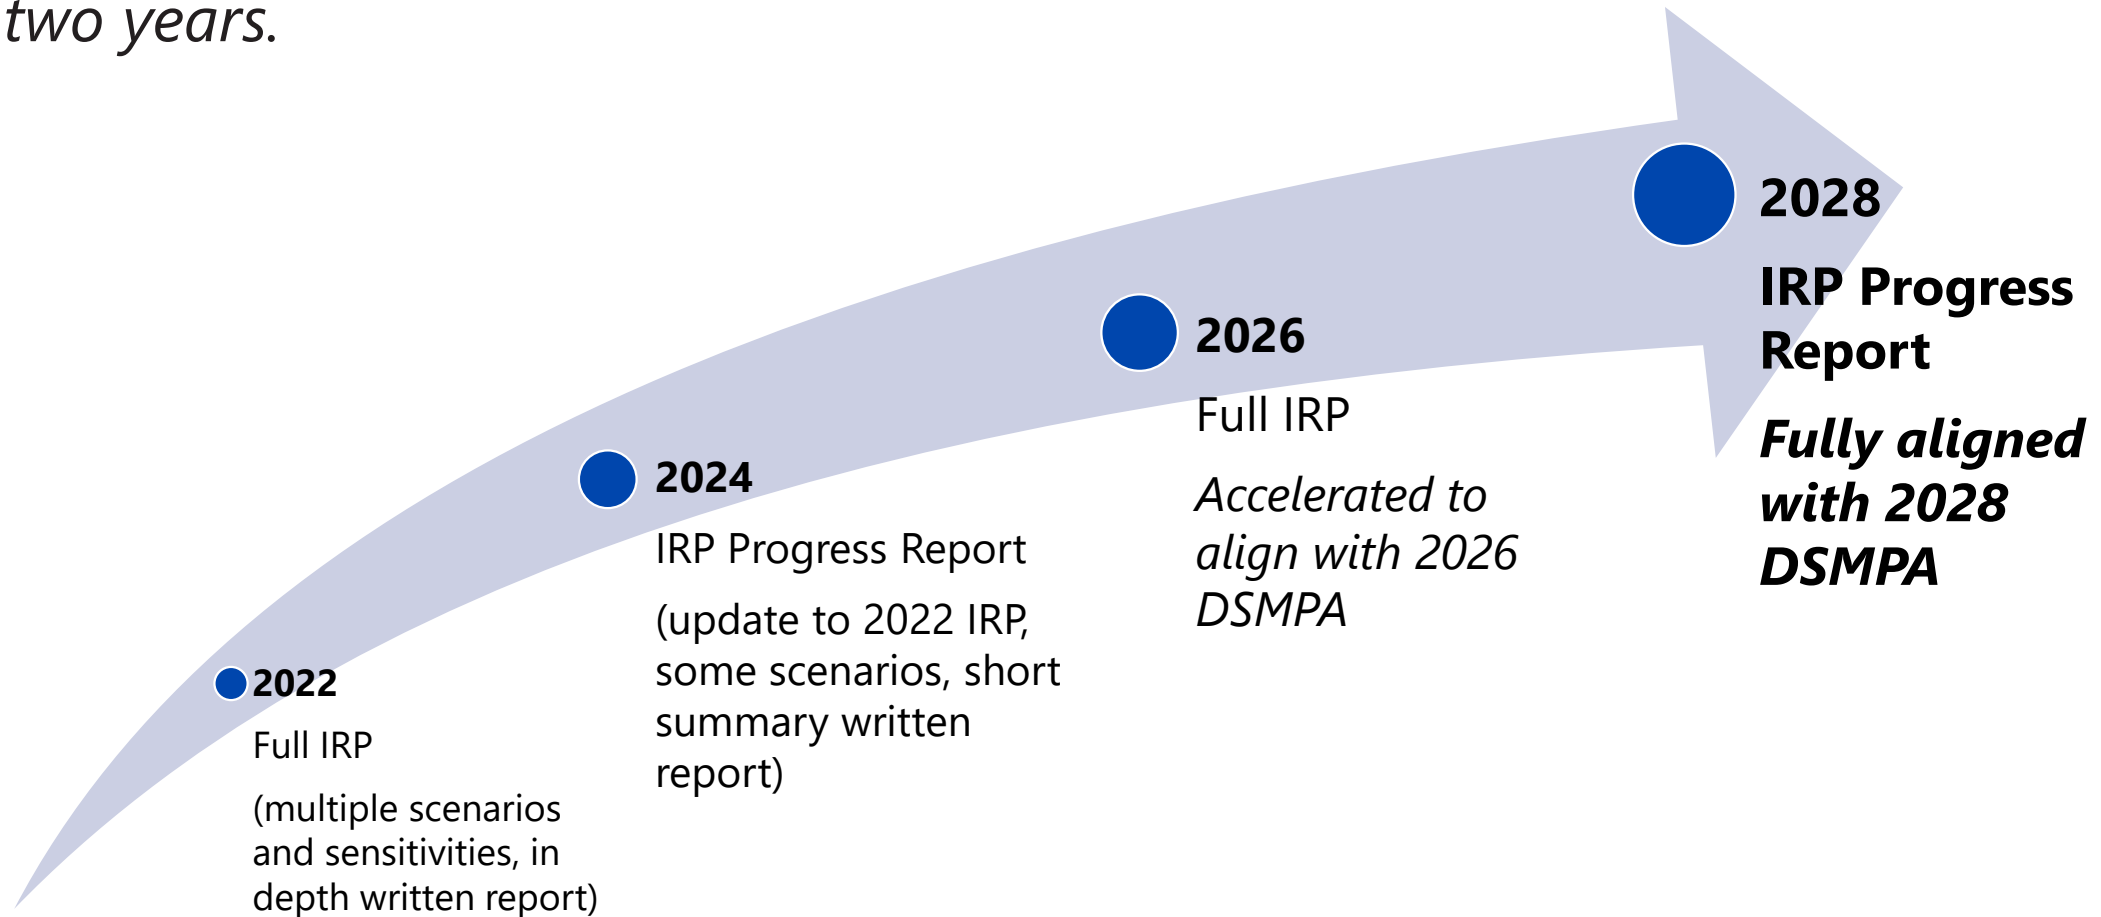 two years.
2022
Full IRP
(multiple scenarios
and sensitivities, in
depth written report)
2024
IRP Progress Report
(update to 2022 IRP,
some scenarios, short
summary written
report)
2026
Full IRP
Accelerated to
align with 2026
DSMPA
2028
IRP Progress
Report
Fully aligned
with 2028
DSMPA